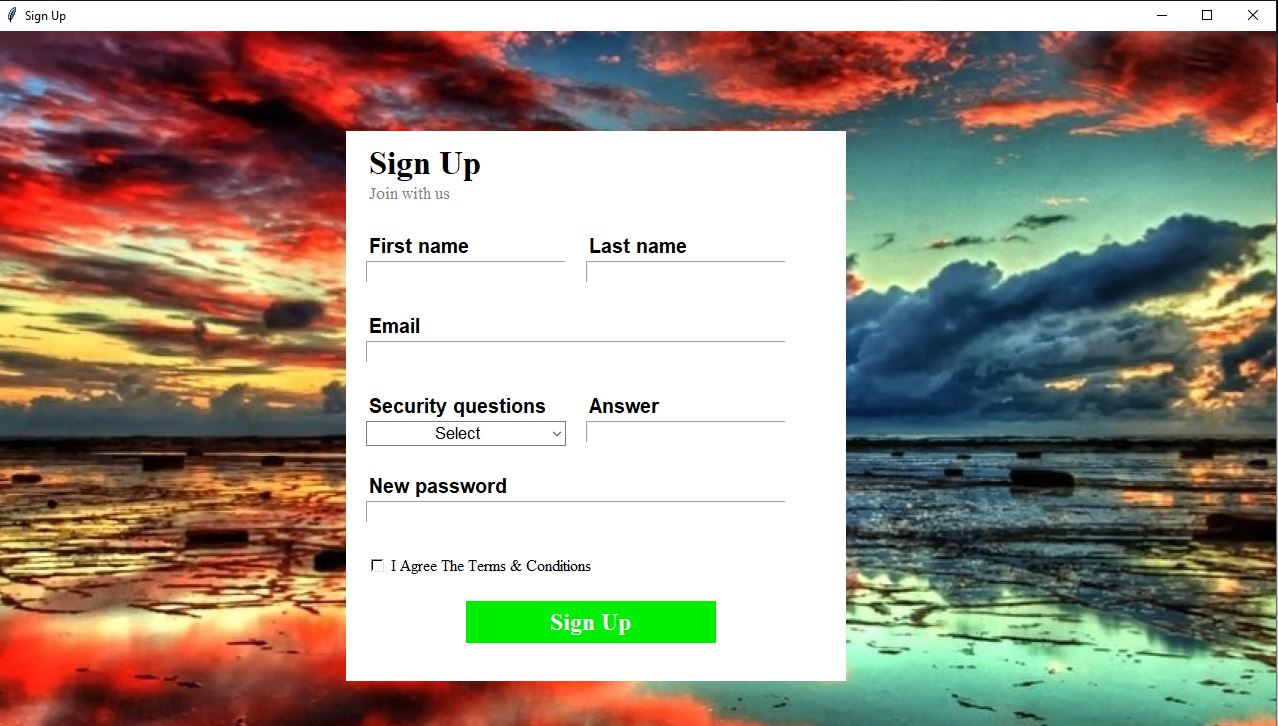 Sign Up
Sign Up
Join with us
First name Last name
Email
Security questions Answer
Select
New password
I Agree The Terms & Conditions
Sign Up